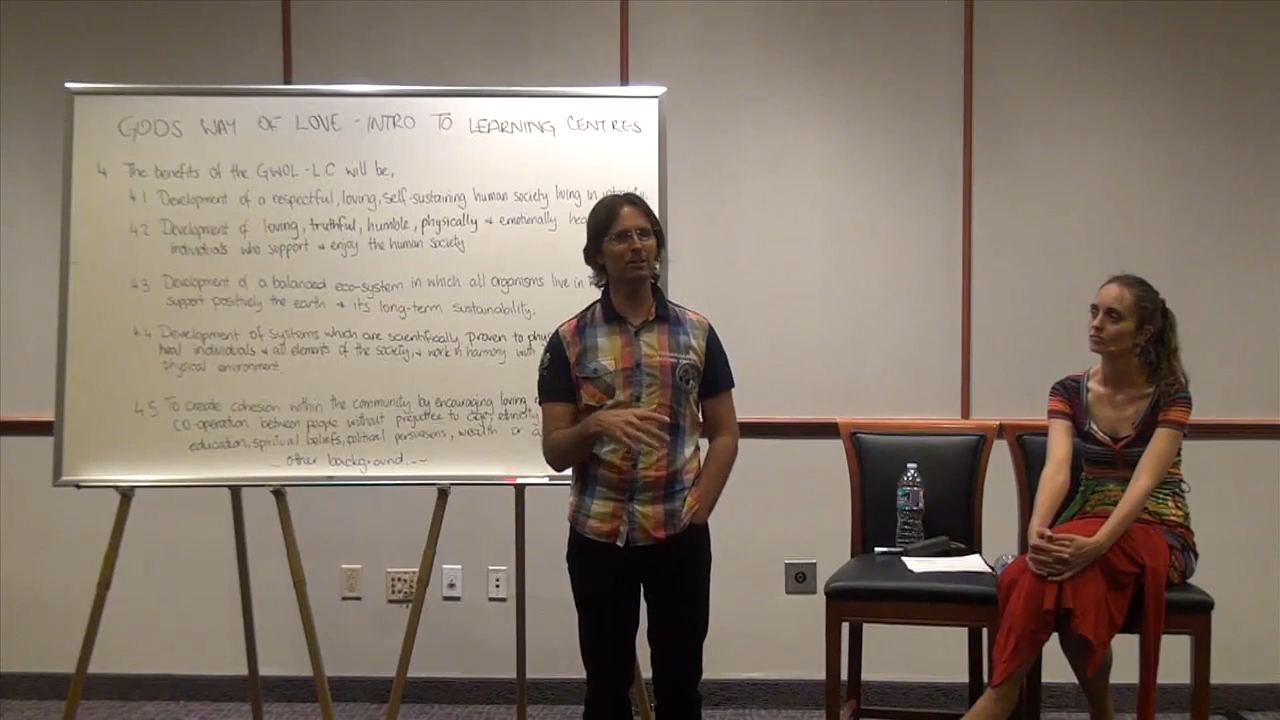 GODS WAY OF LOVE - INTRO TO LEARNING CENTRES
4 The benefits of the GWOL - LC will be,
4.1 Development of a respectful, loving, self-sustaining human society living in
4.2 Development of loving, truthful, humble, physically & emotionally
individuals who support & enjoy the human society
4.3 Development of a balanced eco-system in which all organisms live in
support positively the earth & its long-term sustainability;
4.4 Development of systems which are scientifically proven to
heal individuals & all elements of the society, & work in harmony with
physical environment.
4.5 To create cohesion within the community by encouraging loving
co-operation between people without prejudice to age, ethnicity
education, spiritual beliefs, political persuasions, wealth or
other background.